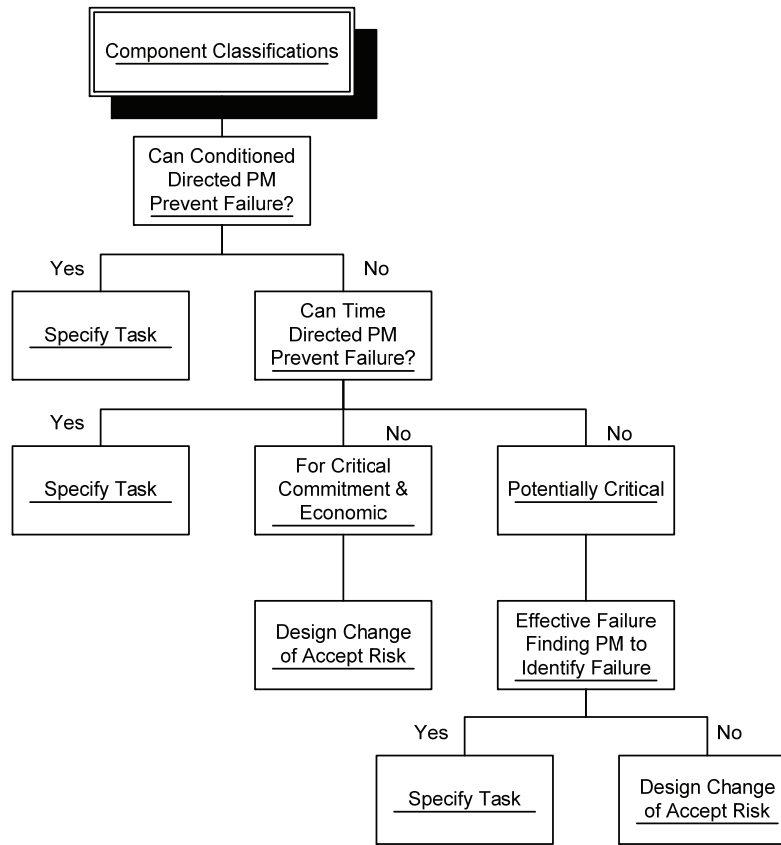 Component Classifications
Can Conditioned
Directed PM
Prevent Failure?
Yes
No
Specify Task
Can Time
Directed PM
Prevent Failure?
Yes
No
No
Specify Task
For Critical
Commitment &
Economic
Potentially Critical
Design Change
of Accept Risk
Effective Failure
Finding PM to
Identify Failure
Yes
No
Specify Task
Design Change
of Accept Risk